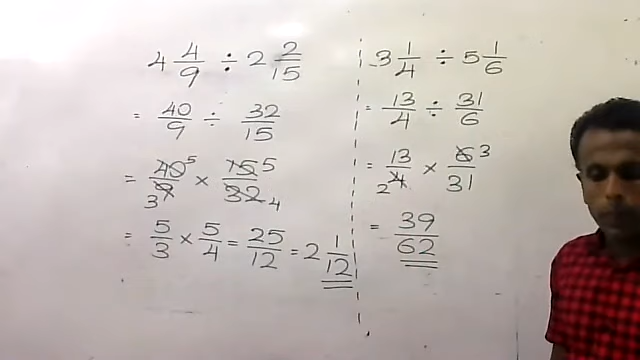 4 4/9 ÷ 2 2/15
= 40/9 ÷ 32/15
= 40/9 5 3 × 15/32 5 4
= 5/3 × 5/4 = 25/12 = 2 1/12
3 1/4 ÷ 5 1/6
= 13/4 ÷ 31/6
= 13/4 2 × 6/31 3
= 39/62